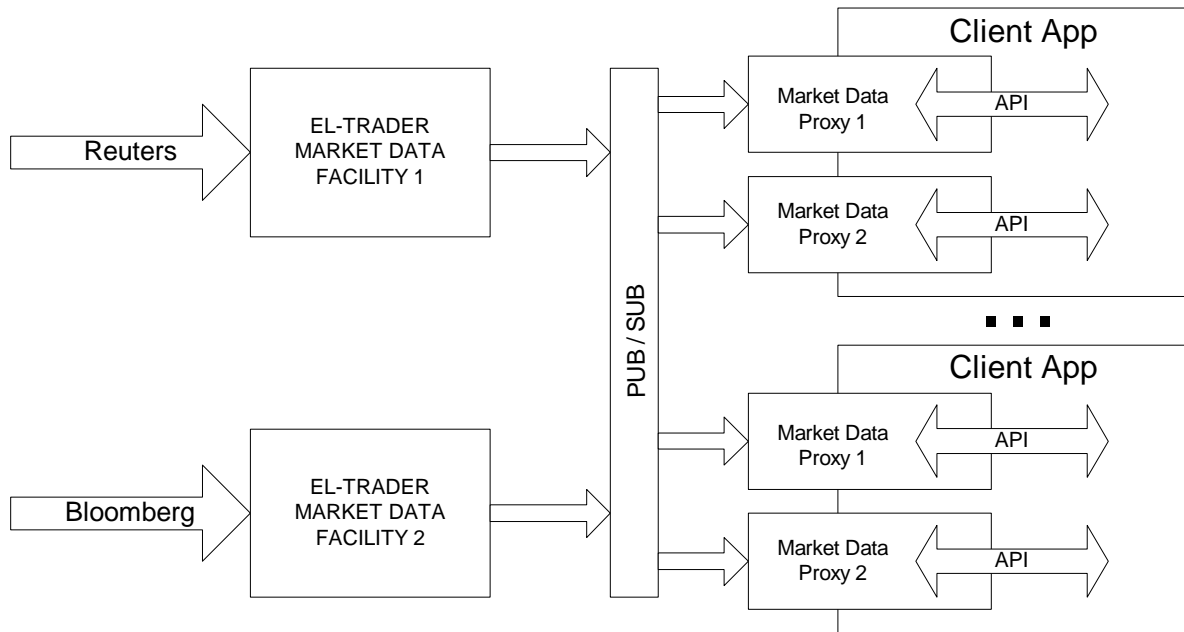 Client App
Market Data
Proxy 1
API
Reuters
EL-TRADER
MARKET DATA
FACILITY 1
Market Data
Proxy 2
API
PUB / SUB
Client App
Market Data
Proxy 1
API
Bloomberg
EL-TRADER
MARKET DATA
FACILITY 2
Market Data
Proxy 2
API